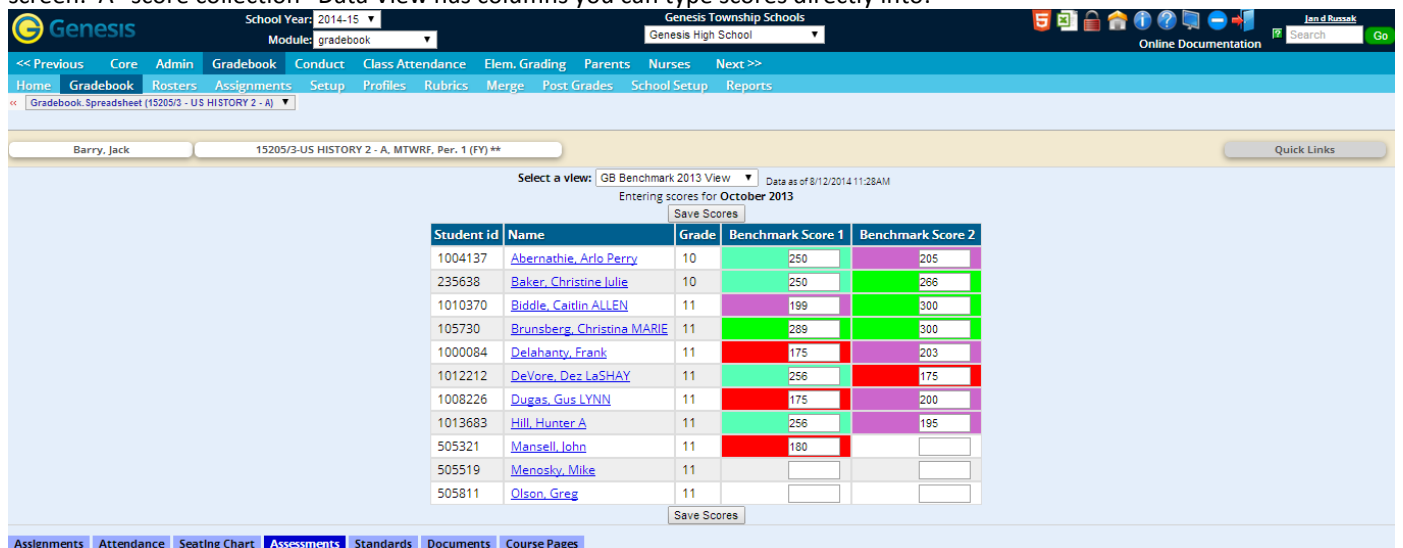 screen. A "score collection" Data View has columns you can type scores directly into.
Genesis
School Year: 2014-15
Module: gradebook
Genesis Township Schools
Genesis High School
Jan d Russak
Search Go
Online Documentation
<< Previous Core Admin Gradebook Conduct Class Attendance Elem. Grading Parents Nurses Next >>
Home Gradebook Rosters Assignments Setup Profiles Rubrics Merge Post Grades School Setup Reports
« Gradebook.Spreadsheet (15205/3 - US HISTORY 2 - A)
Barry, Jack 15205/3-US HISTORY 2 - A, MTWRF, Per. 1 (FY) ** Quick Links
Select a view: GB Benchmark 2013 View Data as of 8/12/2014 11:28AM
Entering scores for October 2013
Save Scores
Student id Name Grade Benchmark Score 1 Benchmark Score 2
1004137 Abernathie, Arlo Perry 10 250 205
235638 Baker, Christine Julie 10 250 266
1010370 Biddle, Caitlin ALLEN 11 199 300
105730 Brunsberg, Christina MARIE 11 289 300
1000084 Delahanty, Frank 11 175 203
1012212 DeVore, Dez LaSHAY 11 256 175
1008226 Dugas, Gus LYNN 11 175 200
1013683 Hill, Hunter A 11 256 195
505321 Mansell, John 11 180
505519 Menosky, Mike 11
505811 Olson, Greg 11
Save Scores
Assignments Attendance Seating Chart Assessments Standards Documents Course Pages